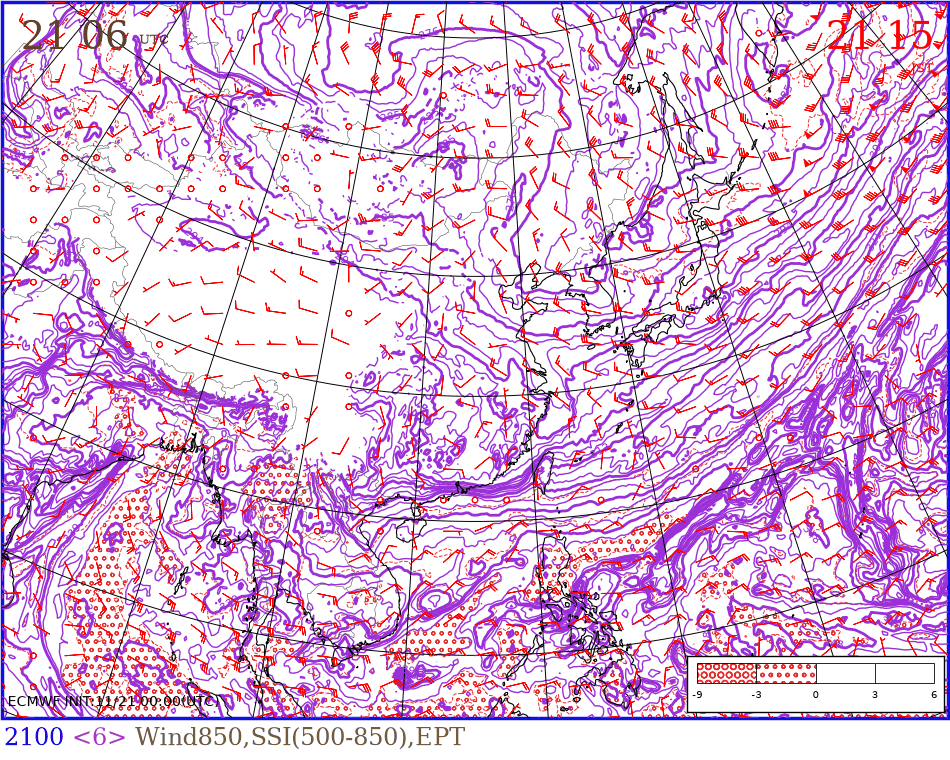 21 06 UTC
21 15 JST
ECMWF INIT:11/21 00:00(UTC)
-9 -3 0 3 6
2100 <6> Wind850,SSI(500-850),EPT